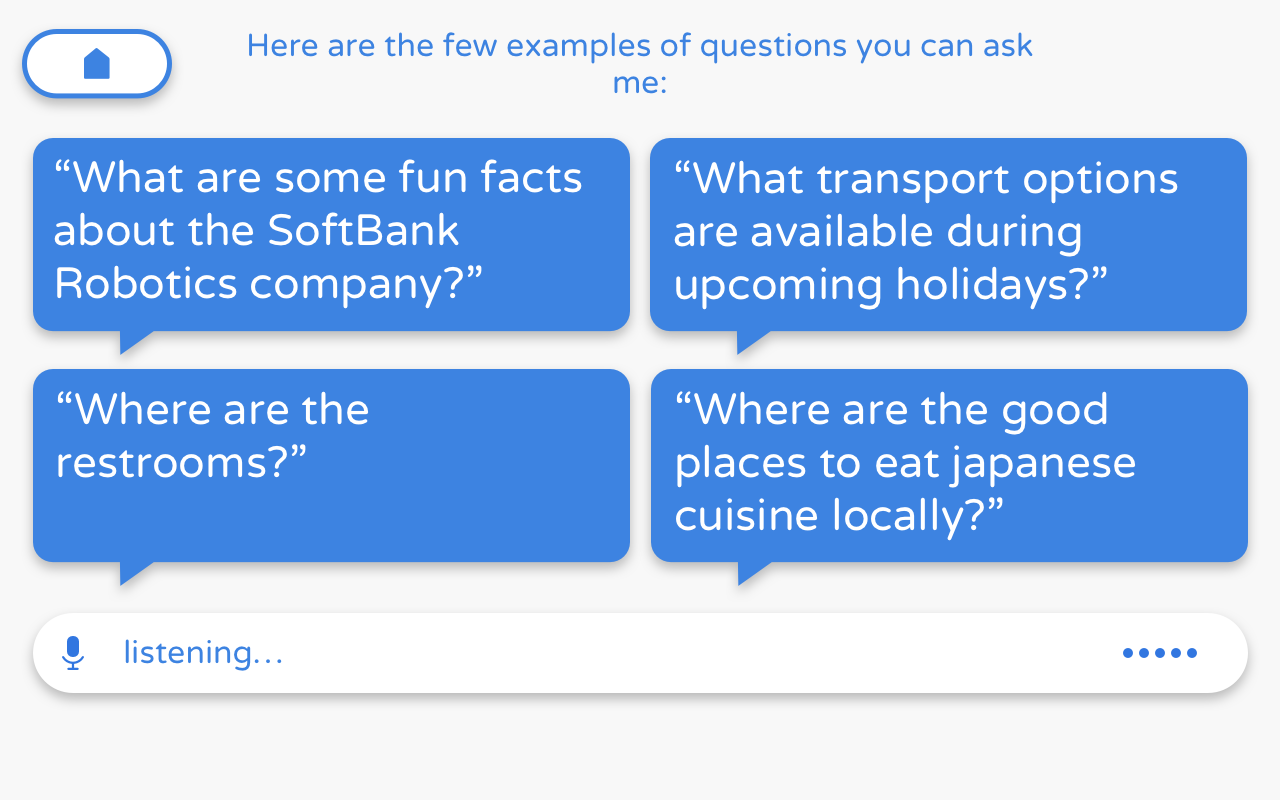 Here are the few examples of questions you can ask
me:
“What are some fun facts
about the SoftBank
Robotics company?”
“What transport options
are available during
upcoming holidays?”
“Where are the
restrooms?”
“Where are the good
places to eat japanese
cuisine locally?”
listening...